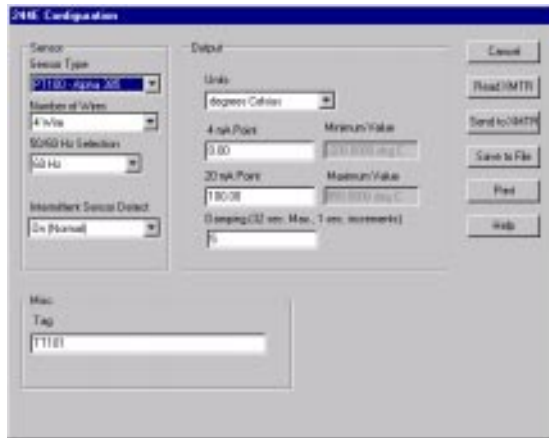 244E Configuration
Sensor
Sensor Type
PT100 - Alpha 385
Number of Wires
4 Wire
50/60 Hz Selection
60 Hz
Intermittent Sensor Detect
On (Normal)
Output
Units
degrees Celsius
4 mA Point
0.00
Minimum Value
deg C
20 mA Point
100.00
Maximum Value
deg C
Damping (32 sec. Max., 1 sec. increments)
5
Cancel
Read XMTR
Send to XMTR
Save to File
Print
Help
Misc
Tag
TT101